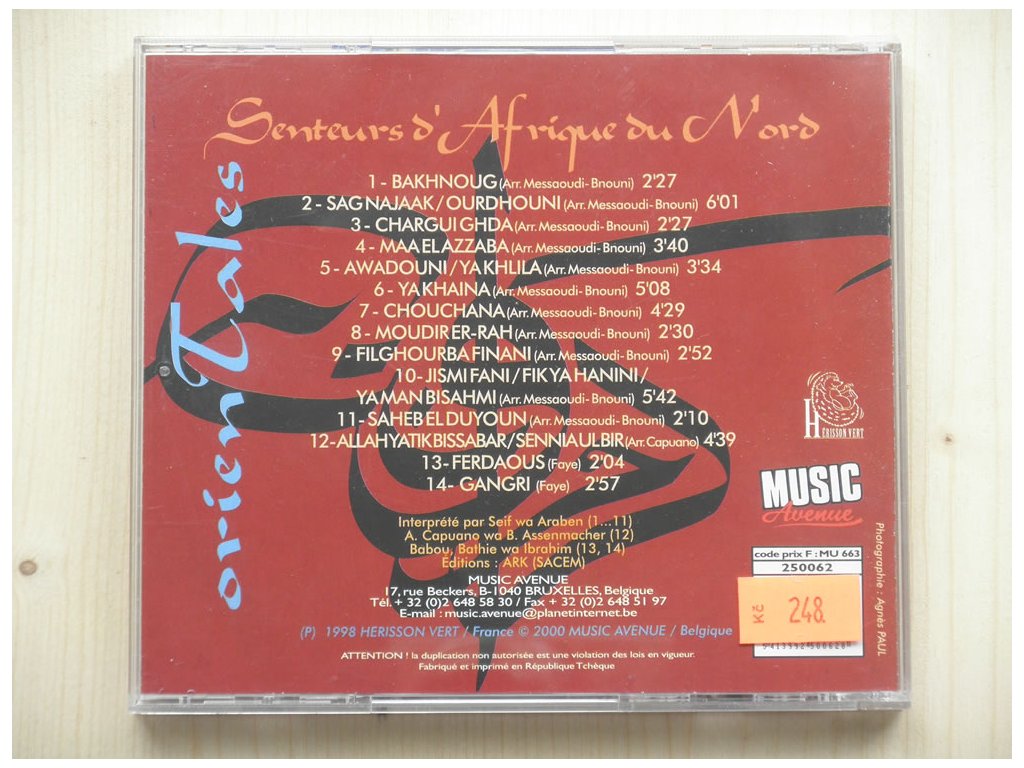 Senteurs d'Afrique du Nord
orienTales
1 - BAKHNOUG (Arr. Messaoudi- Bnouni) 2'27
2 - SAG NAJAAK / OURDHOUNI (Arr. Messaoudi- Bnouni) 6'01
3 - CHARGUI GHDA (Arr. Messaoudi- Bnouni) 2'27
4 - MAA EL AZZABA (Arr. Messaoudi- Bnouni) 3'40
5 - AWADOUNI / YA KHLILA (Arr. Messaoudi- Bnouni) 3'34
6 - YA KHAINA (Arr. Messaoudi- Bnouni) 5'08
7 - CHOUCHANA (Arr. Messaoudi- Bnouni) 4'29
8 - MOUDIR ER-RAH (Arr. Messaoudi- Bnouni) 2'30
9 - FILGHOURBA FINANI (Arr. Messaoudi- Bnouni) 2'52
10- JISMI FANI / FIK YA HANINI /
YA MAN BISAHMI (Arr. Messaoudi- Bnouni) 5'42
11- SAHEB EL DUYOUN (Arr. Messaoudi- Bnouni) 2'10
12-ALLAH YATIK BISSABAR/SENNIAULBIR (Arr. Capuano) 4'39
13- FERDAOUS (Faye) 2'04
14- GANGRI (Faye) 2'57
Interprété par Seif wa Araben (1...11)
A. Capuano wa B. Assenmacher (12)
Babou, Bathie wa Ibrahim (13, 14)
Editions : ARK (SACEM)
MUSIC AVENUE
17, rue Beckers, B-1040 BRUXELLES, Belgique
Tél. + 32 (0)2 648 58 30 / Fax + 32 (0)2 648 51 97
E-mail : music.avenue@planetinternet.be
(P) 1998 HERISSON VERT / France © 2000 MUSIC AVENUE / Belgique
ATTENTION ! la duplication non autorisée est une violation des lois en vigueur.
Fabriqué et imprimé en République Tchèque
HERISSON VERT
MUSIC
Avenue
code prix F : MU 663
250062
Kč 248.
5 413992 500628
Photographie : Agnès PAUL